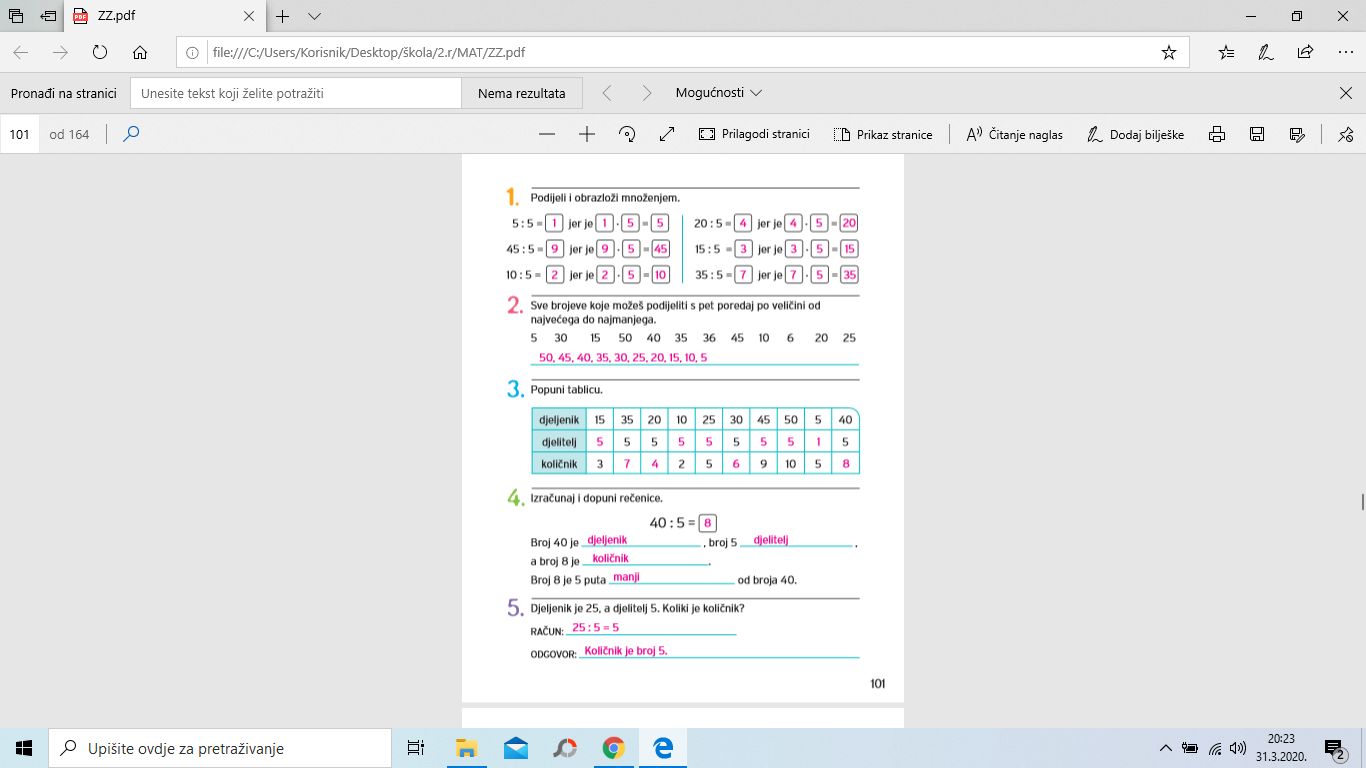 ZZ.pdf
file:///C:/Users/Korisnik/Desktop/škola/2.r/MAT/ZZ.pdf
Pronađi na stranici Unesite tekst koji želite potražiti Nema rezultata Mogućnosti
101 od 164 Prilagodi stranici Prikaz stranice Čitanje naglas Dodaj bilješke
1. Podijeli i obrazloži množenjem.
5 : 5 = 1 jer je 1 · 5 = 5 20 : 5 = 4 jer je 4 · 5 = 20
45 : 5 = 9 jer je 9 · 5 = 45 15 : 5 = 3 jer je 3 · 5 = 15
10 : 5 = 2 jer je 2 · 5 = 10 35 : 5 = 7 jer je 7 · 5 = 35
2. Sve brojeve koje možeš podijeliti s pet poredaj po veličini od
najvećega do najmanjega.
5 30 15 50 40 35 36 45 10 6 20 25
50, 45, 40, 35, 30, 25, 20, 15, 10, 5
3. Popuni tablicu.
djeljenik 15 35 20 10 25 30 45 50 5 40
djelitelj 5 5 5 5 5 5 5 5 1 5
količnik 3 7 4 2 5 6 9 10 5 8
4. Izračunaj i dopuni rečenice.
40 : 5 = 8
Broj 40 je djeljenik , broj 5 djelitelj ,
a broj 8 je količnik .
Broj 8 je 5 puta manji od broja 40.
5. Djeljenik je 25, a djelitelj 5. Koliki je količnik?
RAČUN: 25 : 5 = 5
ODGOVOR: Količnik je broj 5.
101
Upišite ovdje za pretraživanje
20:23
31.3.2020.
2